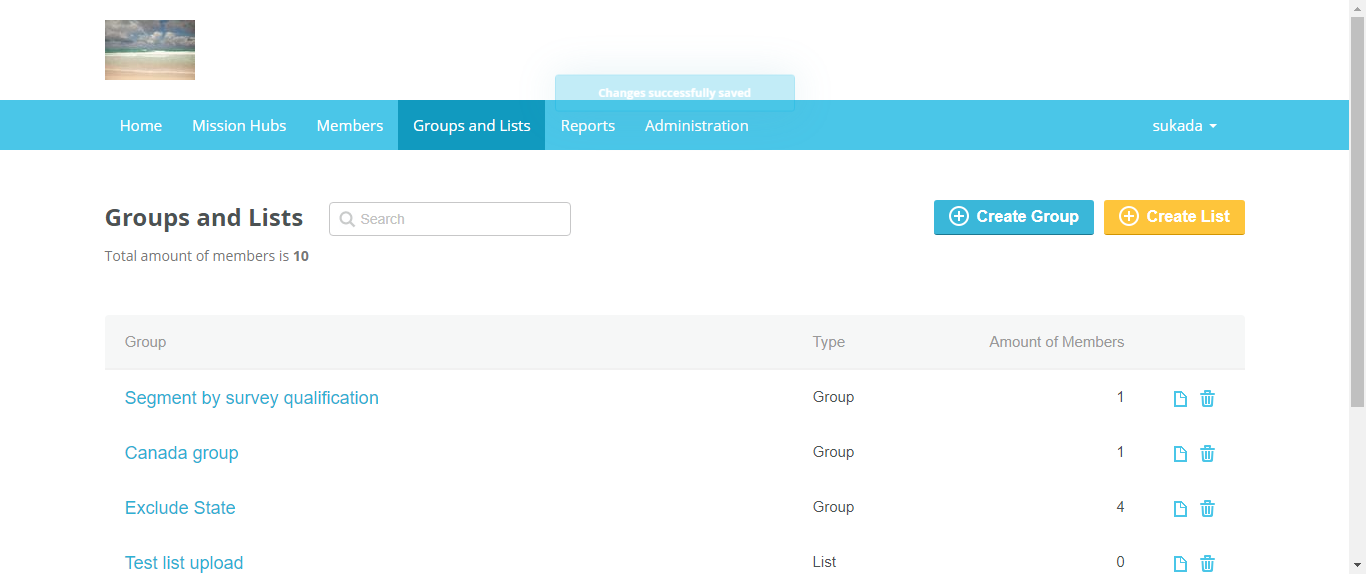 Changes successfully saved
Home Mission Hubs Members Groups and Lists Reports Administration sukada
Groups and Lists Search Create Group Create List
Total amount of members is 10
Group Type Amount of Members
Segment by survey qualification Group 1
Canada group Group 1
Exclude State Group 4
Test list upload List 0